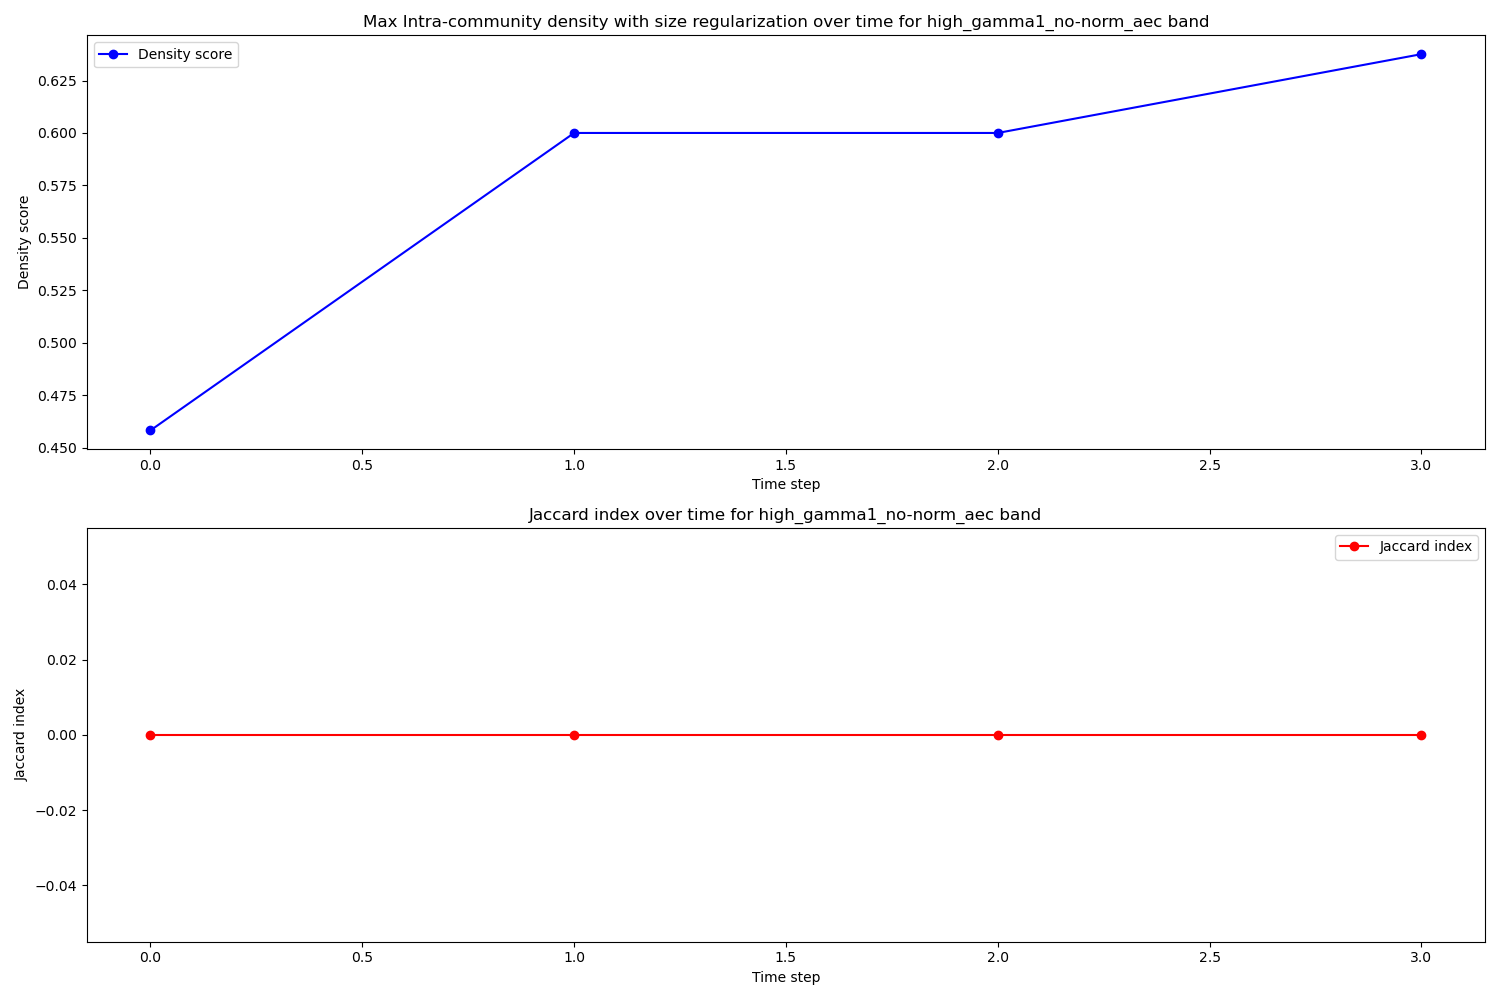 Max Intra-community density with size regularization over time for high_gamma1_no-norm_aec band
Density score
0.625
0.600
0.575
0.550
0.525
0.500
0.475
0.450
Density score
0.0 0.5 1.0 1.5 2.0 2.5 3.0
Time step
Jaccard index over time for high_gamma1_no-norm_aec band
Jaccard index
0.04
0.02
0.00
−0.02
−0.04
Jaccard index
0.0 0.5 1.0 1.5 2.0 2.5 3.0
Time step